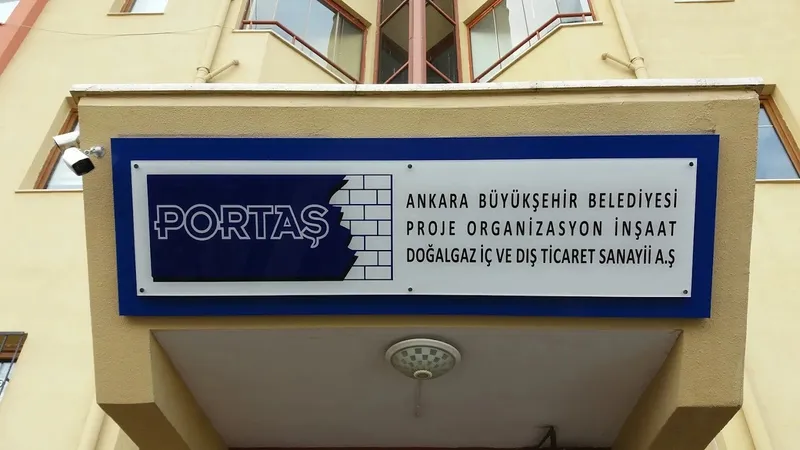 PORTAŞ
ANKARA BÜYÜKŞEHİR BELEDİYESİ
PROJE ORGANİZASYON İNŞAAT
DOĞALGAZ İÇ VE DIŞ TİCARET SANAYİİ A.Ş